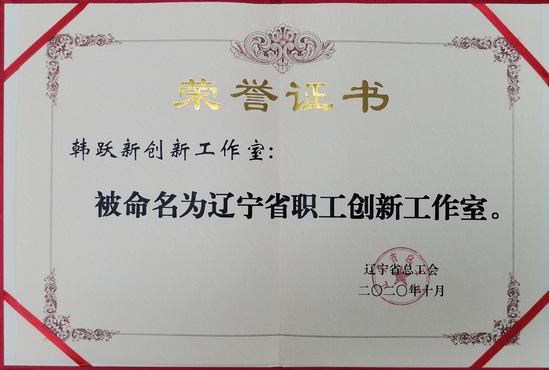 荣誉证书
韩跃新创新工作室:
被命名为辽宁省职工创新工作室。
辽宁省总工会
二〇二〇年十月